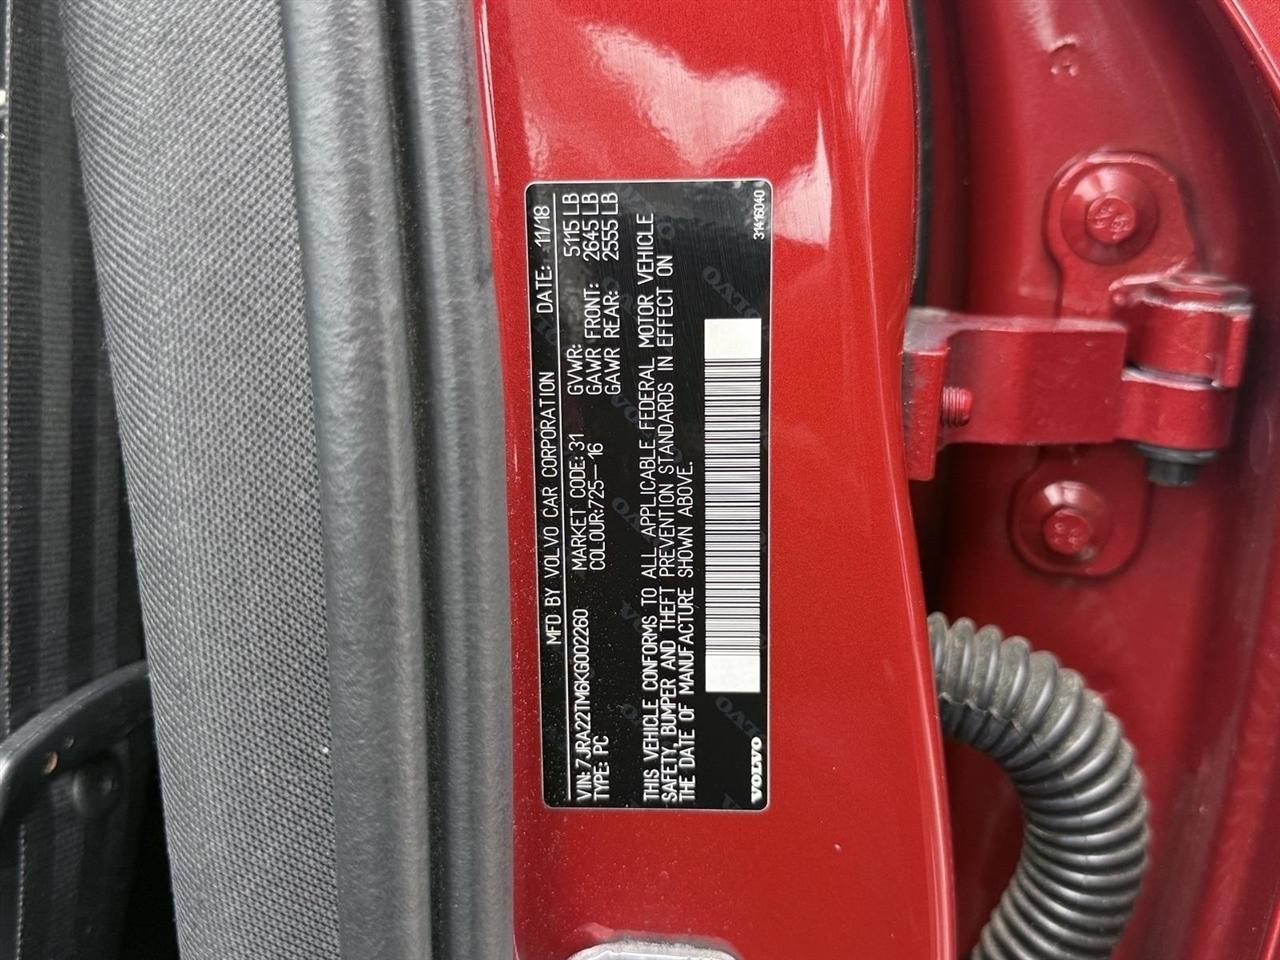 MFD BY VOLVO CAR CORPORATION DATE: 11/18
VIN: 7JRA22TM6KG002260 MARKET CODE: 31 GVWR: 5115 LB
TYPE: PC COLOUR:725-16 GAWR FRONT: 2645 LB
GAWR REAR: 2555 LB
THIS VEHICLE CONFORMS TO ALL APPLICABLE FEDERAL MOTOR VEHICLE
SAFETY, BUMPER AND THEFT PREVENTION STANDARDS IN EFFECT ON
THE DATE OF MANUFACTURE SHOWN ABOVE.
VOLVO 31416040